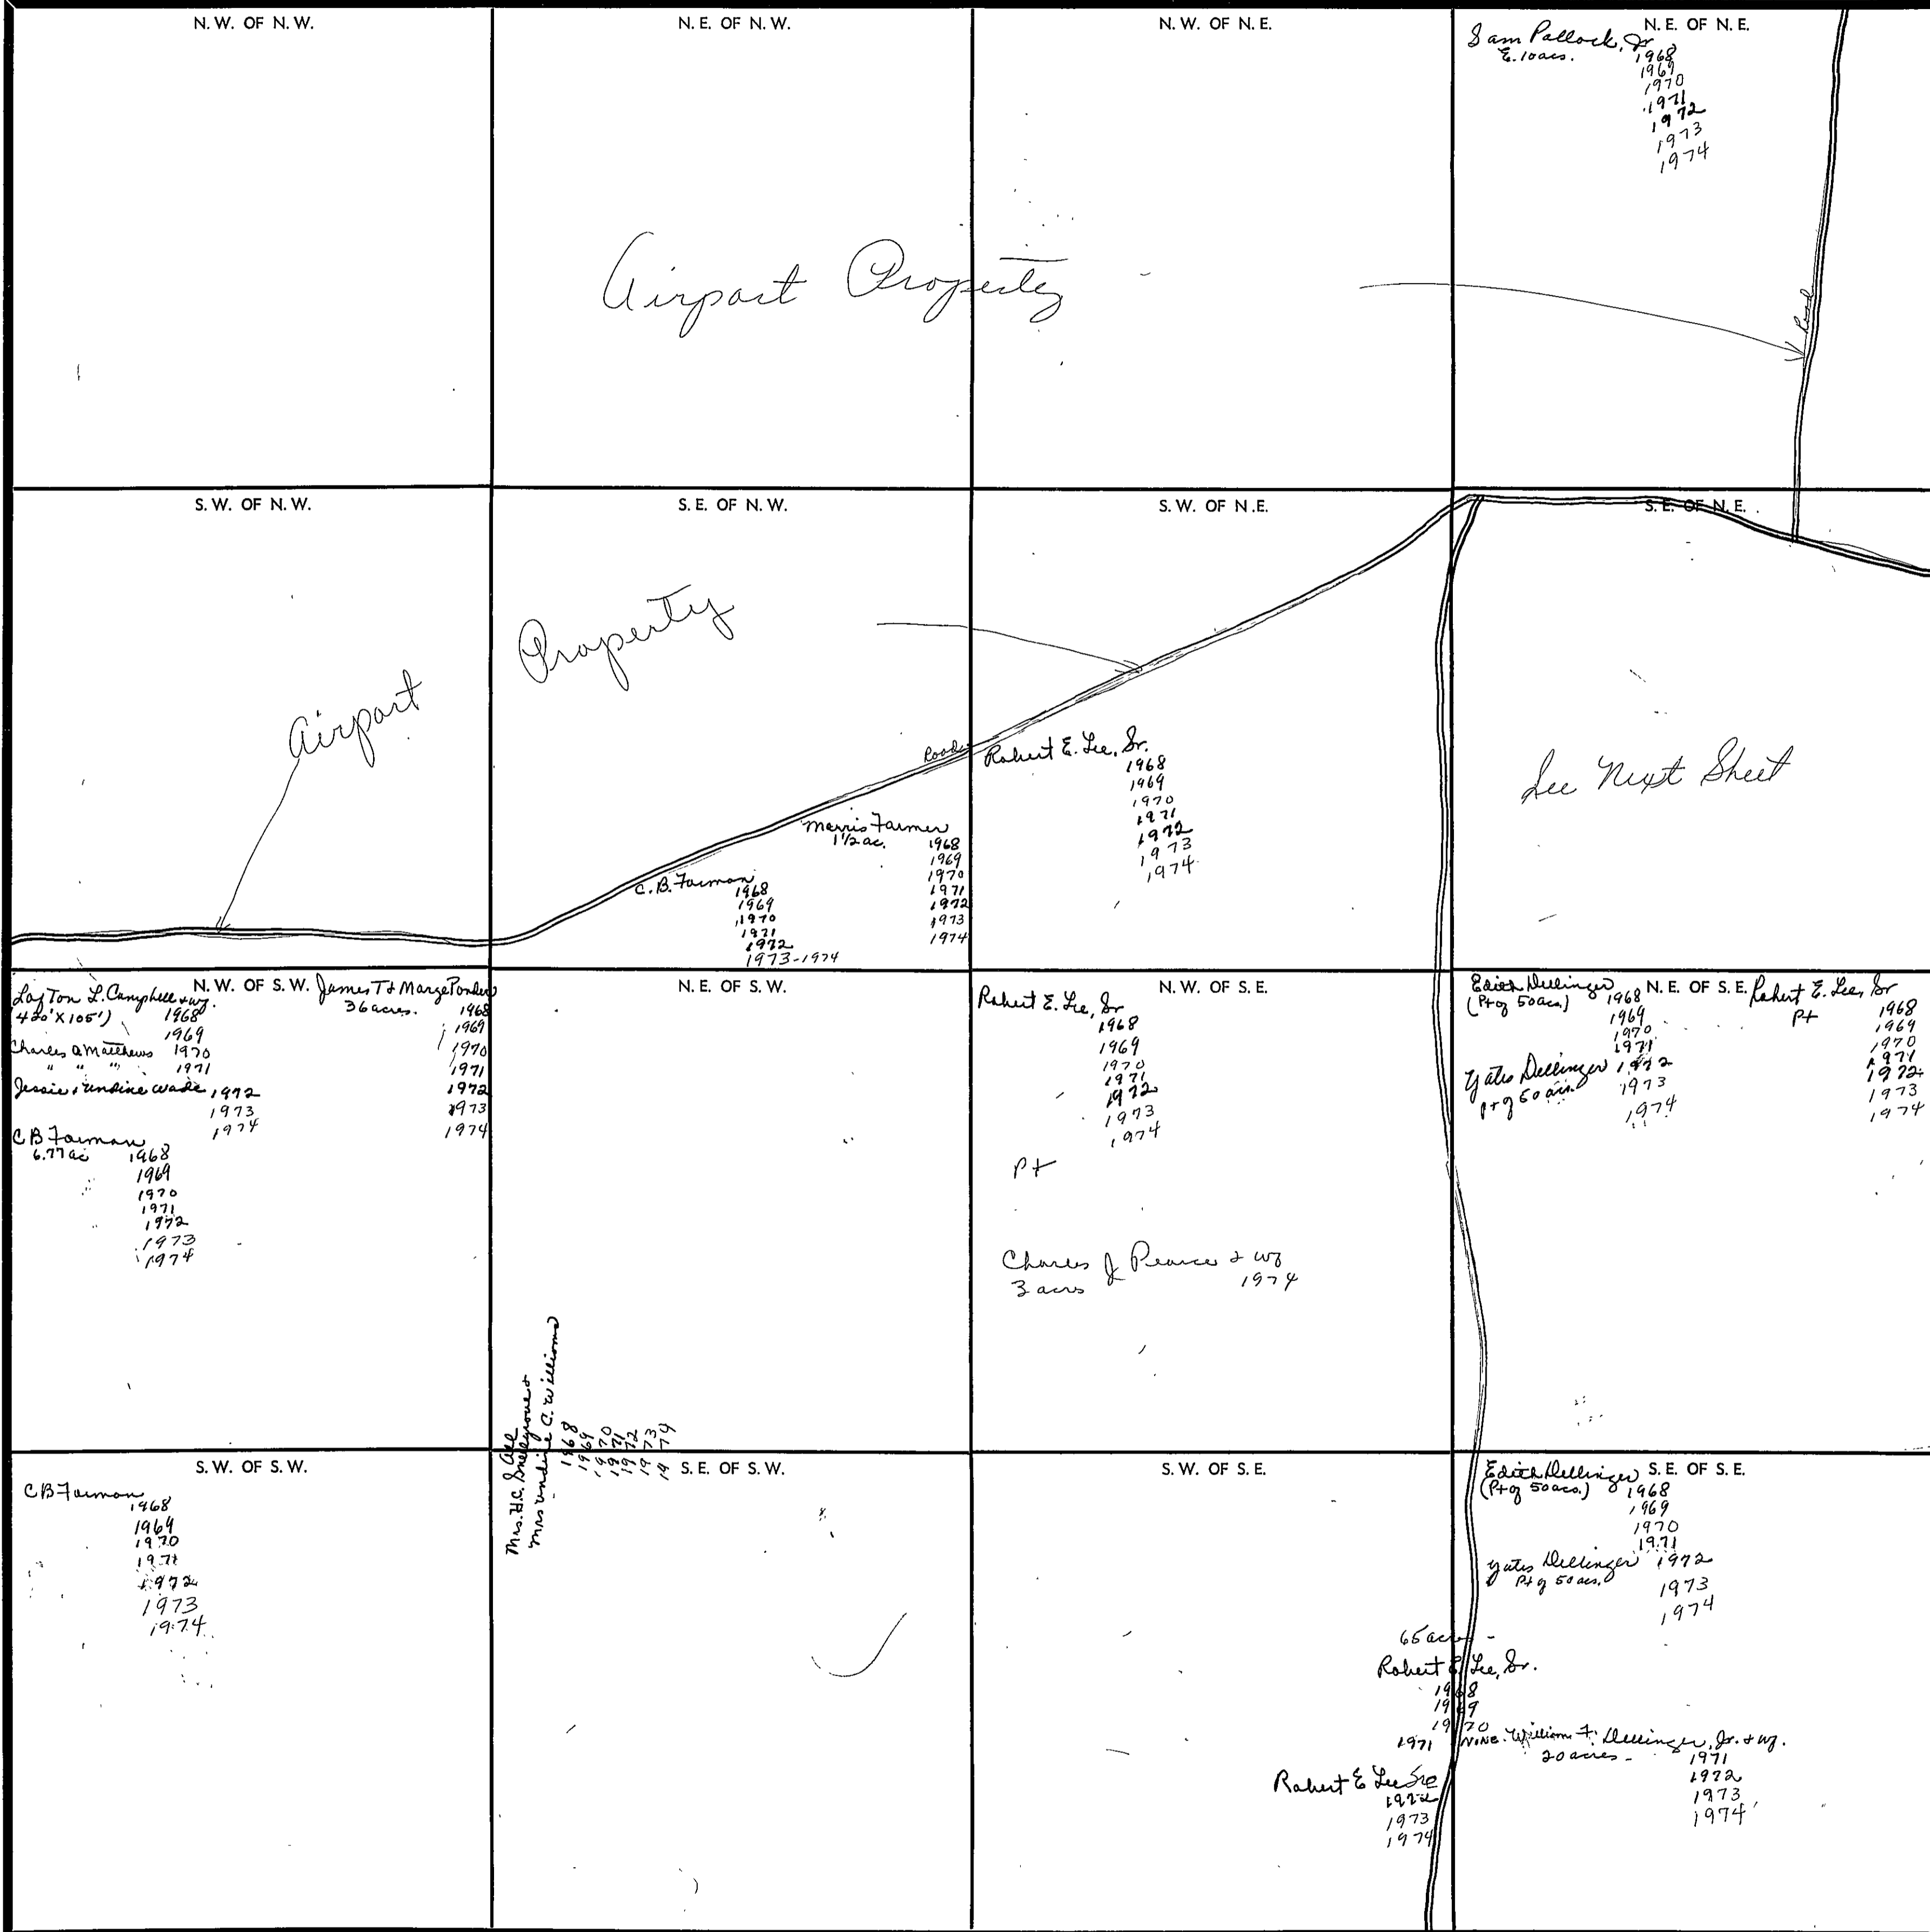 N. W. OF N. W.
N. E. OF N. W.
N. W. OF N. E.
N. E. OF N. E.
Sam Pollock, Jr
E. 10 acs.
1968
1969
1970
1971
1972
1973
1974
Airport Property
Road
S. W. OF N. W.
S. E. OF N. W.
S. W. OF N. E.
S. E. OF N. E.
Airport
Property
Road
Morris Farmer
1 1/2 ac.
1968
1969
1970
1971
1972
1973
1974
C. B. Forman
1968
1969
1970
1971
1972
1973-1974
Robert E. Lee, Sr.
1968
1969
1970
1971
1972
1973
1974
See Next Sheet
N. W. OF S. W.
Layton L. Campbell & wf.
(420' X 105') 1968
1969
Charles A Matthews 1970
" " " 1971
Jessie & Undine Wade 1972
1973
1974
C B Forman
6.77 ac 1968
1969
1970
1971
1972
1973
1974
James T & Marge Ponder
36 acres. 1968
1969
1970
1971
1972
1973
1974
N. E. OF S. W.
Mrs. H.C. Snellgrove &
Mrs Undine C. Williams
All
1968
1969
1970
1971
1972
1973
1974
N. W. OF S. E.
Robert E. Lee, Sr
1968
1969
1970
1971
1972
1973
1974
Pt
Charles J Pearce & wf
3 acres 1974
N. E. OF S. E.
Edith Dellinger
(Pt of 50 acs.) 1968
1969
1970
1971
Yates Dellinger 1972
Pt of 50 acs. 1973
1974
Robert E. Lee, Sr
Pt 1968
1969
1970
1971
1972
1973
1974
S. W. OF S. W.
C B Forman
1968
1969
1970
1971
1972
1973
1974
S. E. OF S. W.
S. W. OF S. E.
S. E. OF S. E.
Edith Dellinger
(Pt of 50 acs.) 1968
1969
1970
1971
Yates Dellinger 1972
Pt of 50 acs. 1973
1974
65 acres -
Robert E. Lee, Sr.
1968
1969
1970
1971 NONE.
Robert E Lee Sr
1972
1973
1974
William F. Dellinger, Jr. & wf.
20 acres - 1971
1972
1973
1974